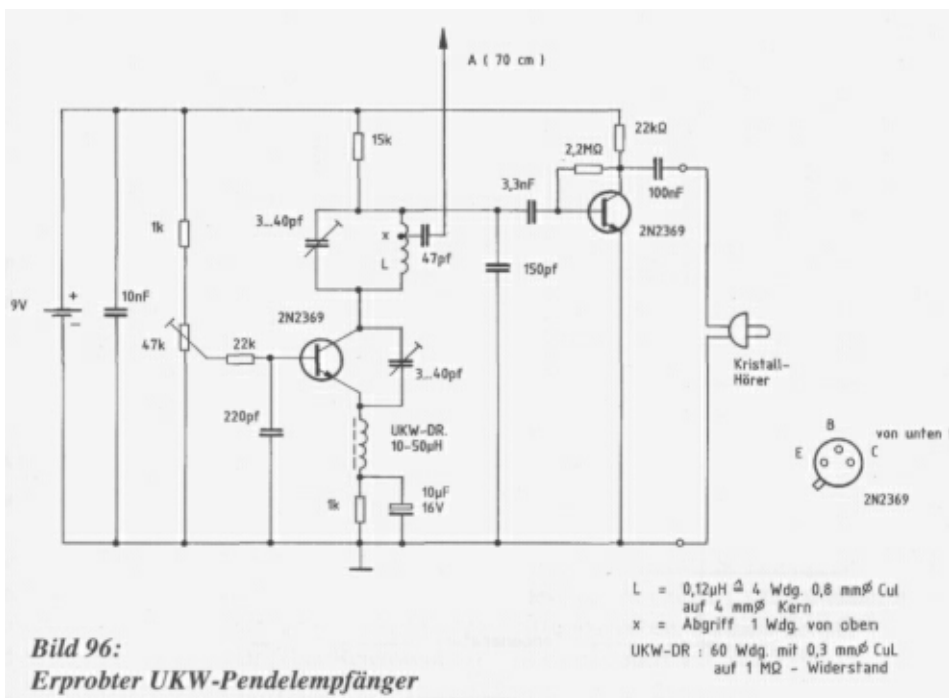 A ( 70 cm )
22kΩ
15k
2,2MΩ
3,3nF
100nF
3...40pf
1k
x
47pf
2N2369
L
150pf
9V
+
-
10nF
2N2369
47k
22k
3...40pf
Kristall-
Hörer
220pf
UKW-DR.
10-50µH
B
von unten
E
C
1k
10µF
16V
2N2369
L = 0,12µH ≙ 4 Wdg. 0,8 mmØ Cul
auf 4 mmØ Kern
x = Abgriff 1 Wdg. von oben
UKW-DR : 60 Wdg. mit 0,3 mmØ CuL
auf 1 MΩ - Widerstand
Bild 96:
Erprobter UKW-Pendelempfänger